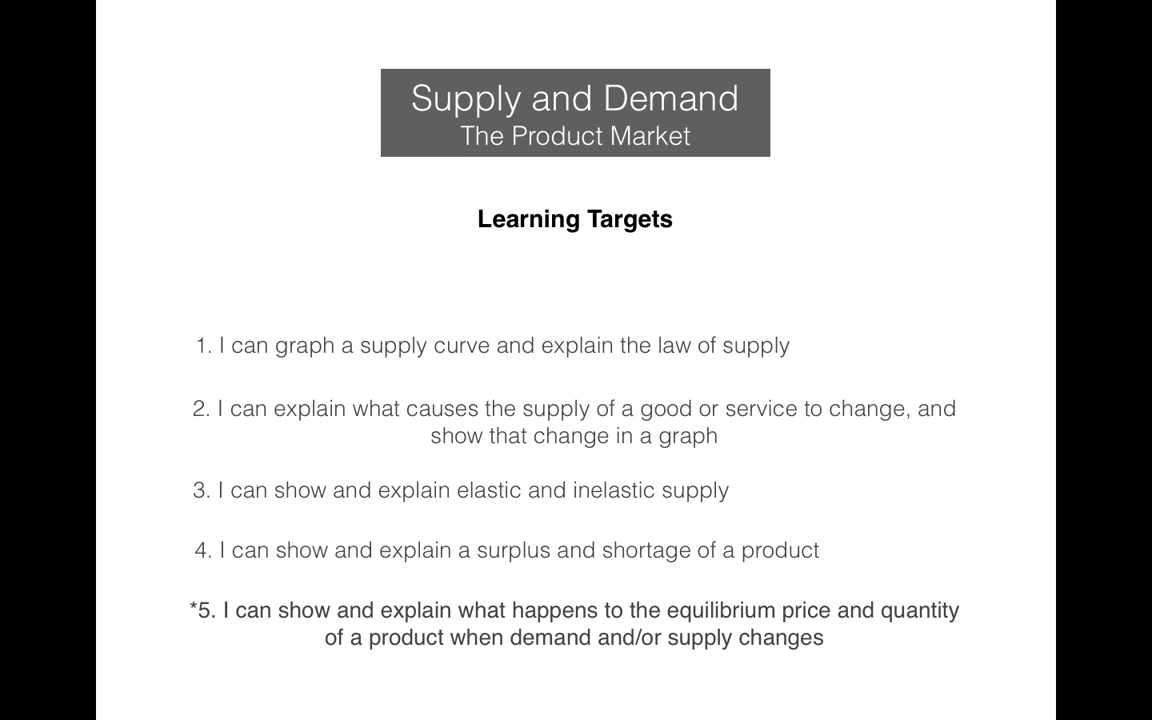 Supply and Demand
The Product Market
Learning Targets
1. I can graph a supply curve and explain the law of supply
2. I can explain what causes the supply of a good or service to change, and
show that change in a graph
3. I can show and explain elastic and inelastic supply
4. I can show and explain a surplus and shortage of a product
*5. I can show and explain what happens to the equilibrium price and quantity
of a product when demand and/or supply changes